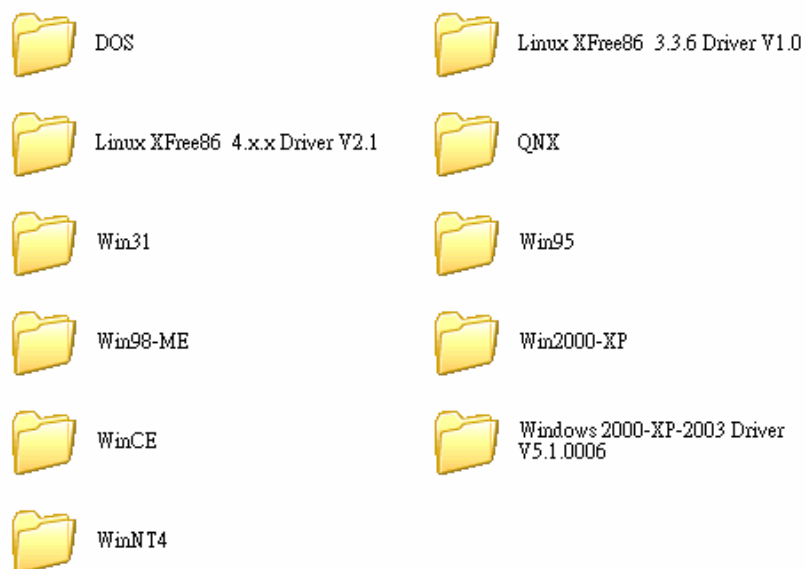 DOS
Linux XFree86 3.3.6 Driver V1.0
Linux XFree86 4.x.x Driver V2.1
QNX
Win31
Win95
Win98-ME
Win2000-XP
WinCE
Windows 2000-XP-2003 Driver
V5.1.0006
WinNT4